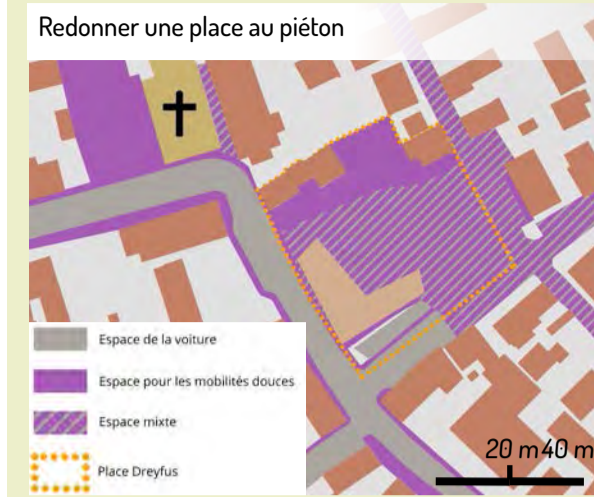 Redonner une place au piéton
Espace de la voiture
Espace pour les mobilités douces
Espace mixte
Place Dreyfus
20 m 40 m